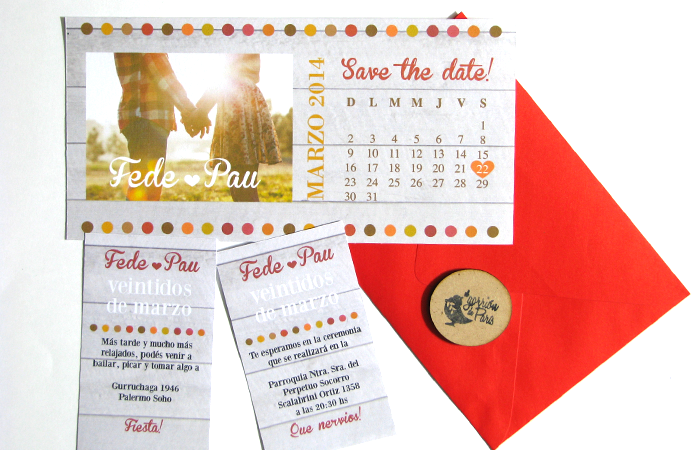 Fede Pau
MARZO 2014
Save the date!
D L M M J V S
1
2 3 4 5 6 7 8
9 10 11 12 13 14 15
16 17 18 19 20 21 22
23 24 25 26 27 28 29
30 31
Fede Pau
veintidos
de marzo
Más tarde y mucho más
relajados, podés venir a
bailar, picar y tomar algo a
Gurruchaga 1946
Palermo Soho
Fiesta!
Fede Pau
veintidos
de marzo
Te esperamos en la ceremonia
que se realizará en la
Parroquia Ntra. Sra. del
Perpetuo Socorro
Scalabrini Ortiz 1358
a las 20:30 hs
Que nervios!
gorrión
de París